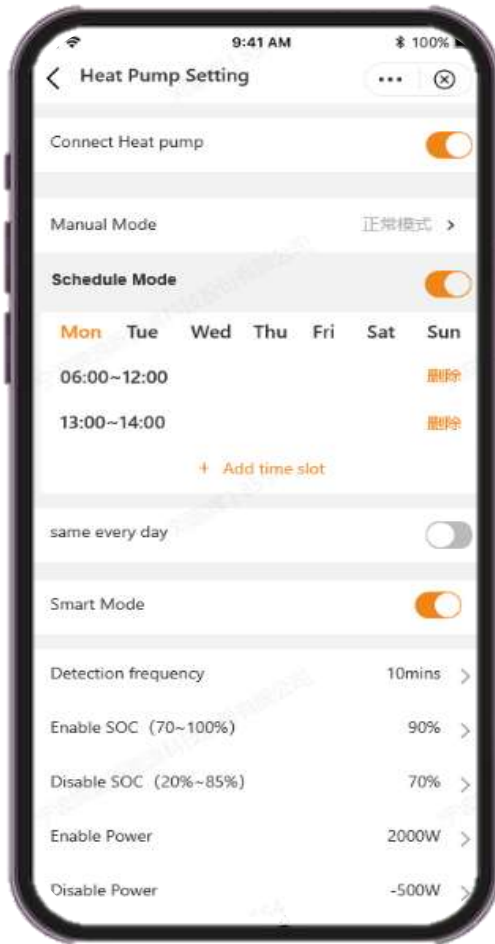 9:41 AM 100%
Heat Pump Setting
Connect Heat pump
Manual Mode 正常模式
Schedule Mode
Mon Tue Wed Thu Fri Sat Sun
06:00~12:00 删除
13:00~14:00 删除
+ Add time slot
same every day
Smart Mode
Detection frequency 10mins
Enable SOC（70~100%） 90%
Disable SOC（20%~85%） 70%
Enable Power 2000W
Disable Power -500W